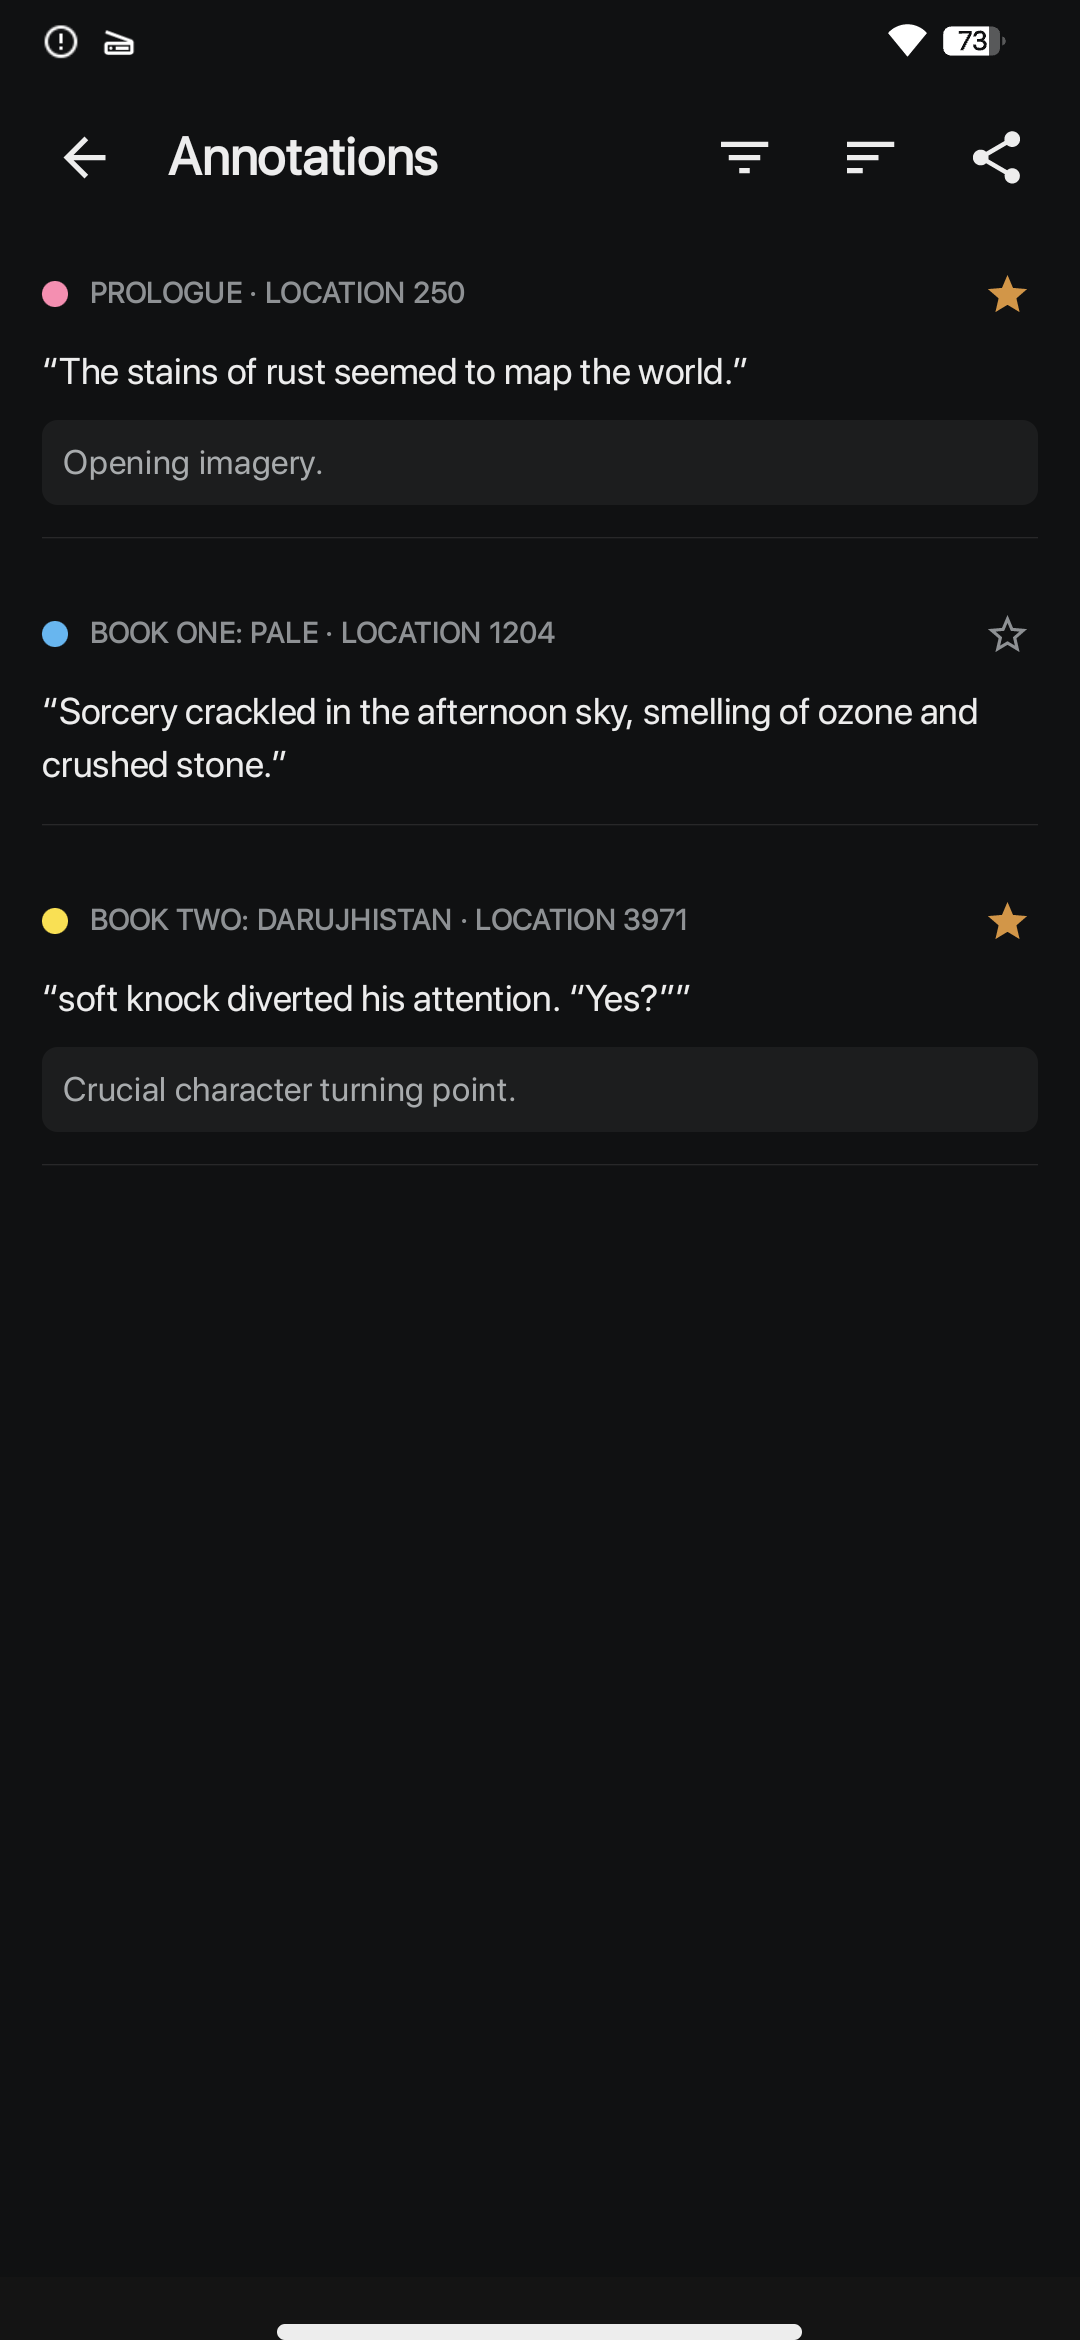 73
Annotations
PROLOGUE · LOCATION 250
“The stains of rust seemed to map the world.”
Opening imagery.
BOOK ONE: PALE · LOCATION 1204
“Sorcery crackled in the afternoon sky, smelling of ozone and
crushed stone.”
BOOK TWO: DARUJHISTAN · LOCATION 3971
“soft knock diverted his attention. “Yes?””
Crucial character turning point.